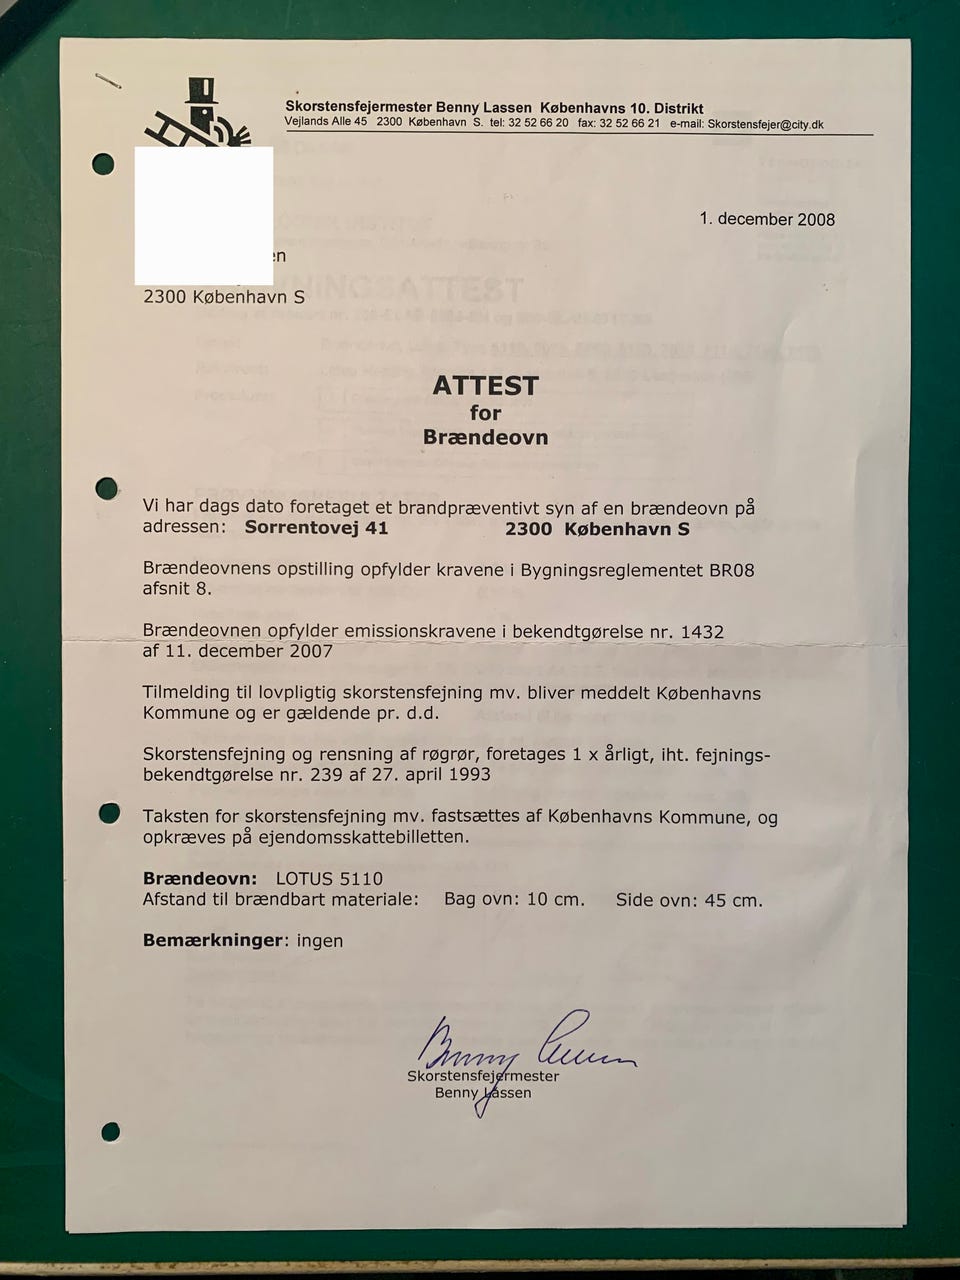 Skorstensfejermester Benny Lassen Københavns 10. Distrikt
Vejlands Alle 45 2300 København S. tel: 32 52 66 20 fax: 32 52 66 21 e-mail: Skorstensfejer@city.dk
1. december 2008
2300 København S
ATTEST
for
Brændeovn
Vi har dags dato foretaget et brandpræventivt syn af en brændeovn på
adressen: Sorrentovej 41 2300 København S
Brændeovnens opstilling opfylder kravene i Bygningsreglementet BR08
afsnit 8.
Brændeovnen opfylder emissionskravene i bekendtgørelse nr. 1432
af 11. december 2007
Tilmelding til lovpligtig skorstensfejning mv. bliver meddelt Københavns
Kommune og er gældende pr. d.d.
Skorstensfejning og rensning af røgrør, foretages 1 x årligt, iht. fejnings-
bekendtgørelse nr. 239 af 27. april 1993
Taksten for skorstensfejning mv. fastsættes af Københavns Kommune, og
opkræves på ejendomsskattebilletten.
Brændeovn: LOTUS 5110
Afstand til brændbart materiale: Bag ovn: 10 cm. Side ovn: 45 cm.
Bemærkninger: ingen
Benny Lassen
Skorstensfejermester
Benny Lassen